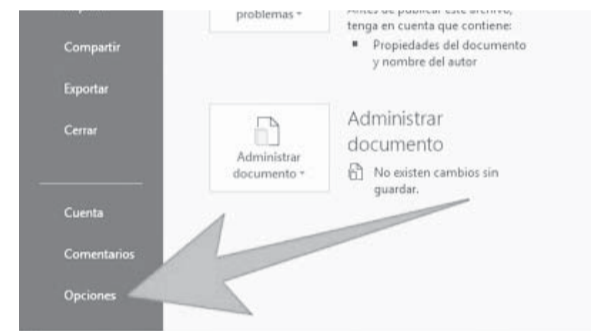 Compartir
Exportar
Cerrar
Cuenta
Comentarios
Opciones
problemas
tenga en cuenta que contiene:
Propiedades del documento
y nombre del autor
Administrar
documento
Administrar
documento
No existen cambios sin
guardar.